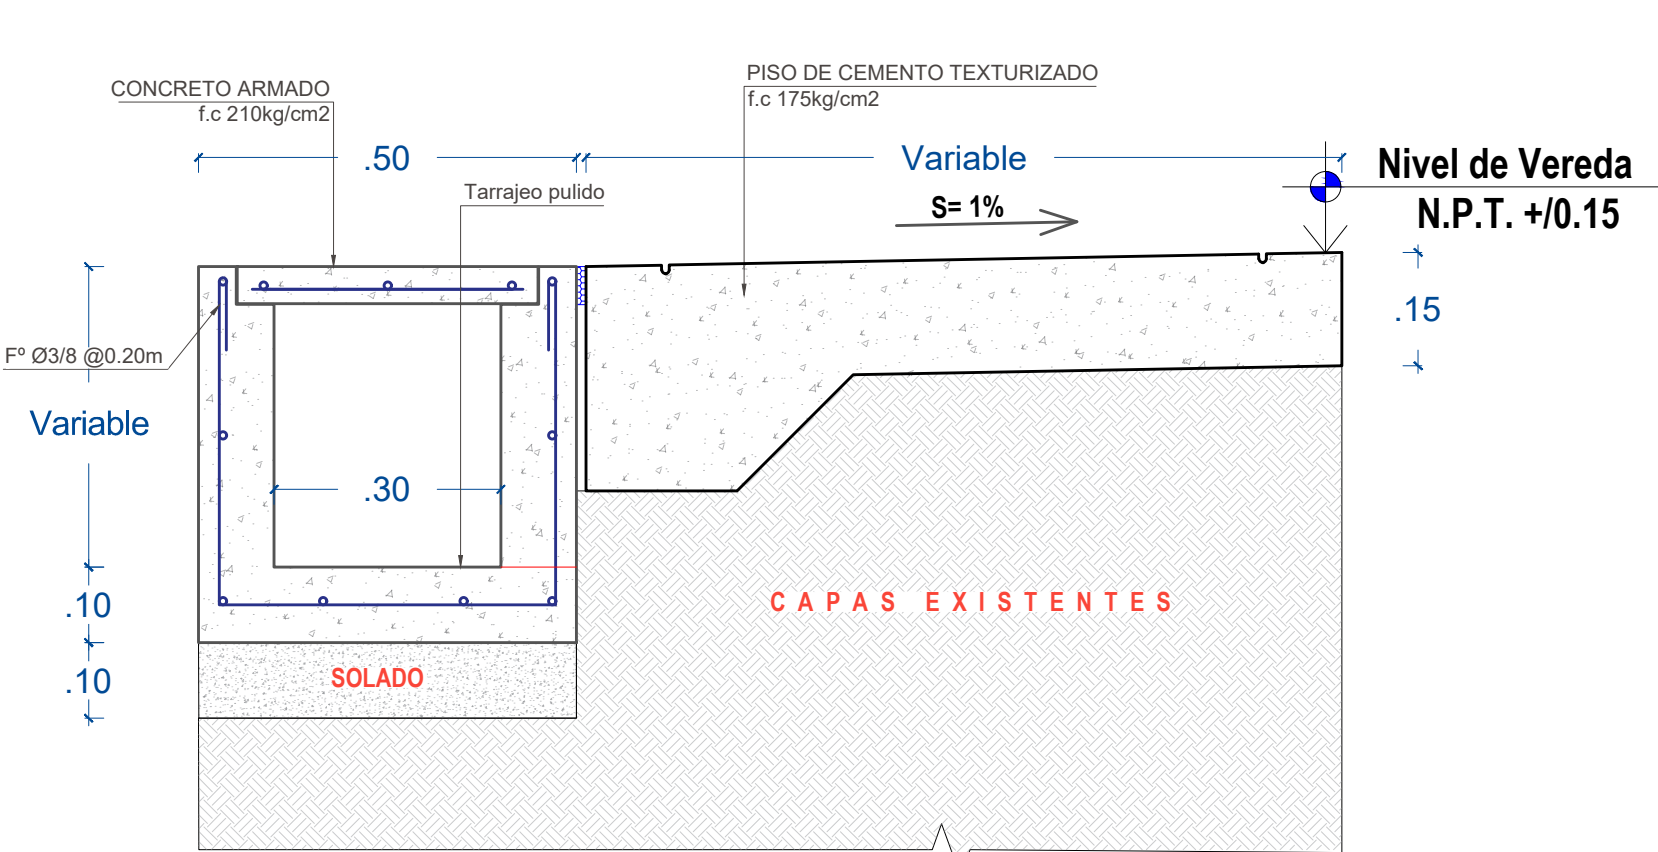 PISO DE CEMENTO TEXTURIZADO
f.c 175kg/cm2
CONCRETO ARMADO
f.c 210kg/cm2
.50
Variable
Nivel de Vereda
N.P.T. +/0.15
Tarrajeo pulido
S= 1%
.15
Fº Ø3/8 @0.20m
Variable
.30
.10
CAPAS EXISTENTES
.10
SOLADO